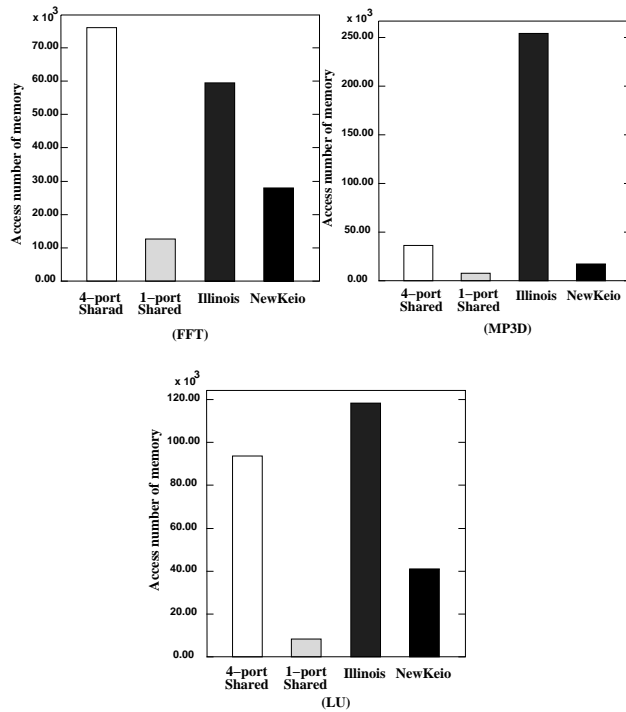 x 10³
70.00
60.00
50.00
40.00
30.00
20.00
10.00
0.00
Access number of memory
4-port
Sharad
1-port
Shared
Illinois
NewKeio
(FFT)
x 10³
250.00
200.00
150.00
100.00
50.00
0.00
Access number of memory
4-port
Shared
1-port
Shared
Illinois
NewKeio
(MP3D)
x 10³
120.00
100.00
80.00
60.00
40.00
20.00
0.00
Access number of memory
4-port
Shared
1-port
Shared
Illinois
NewKeio
(LU)